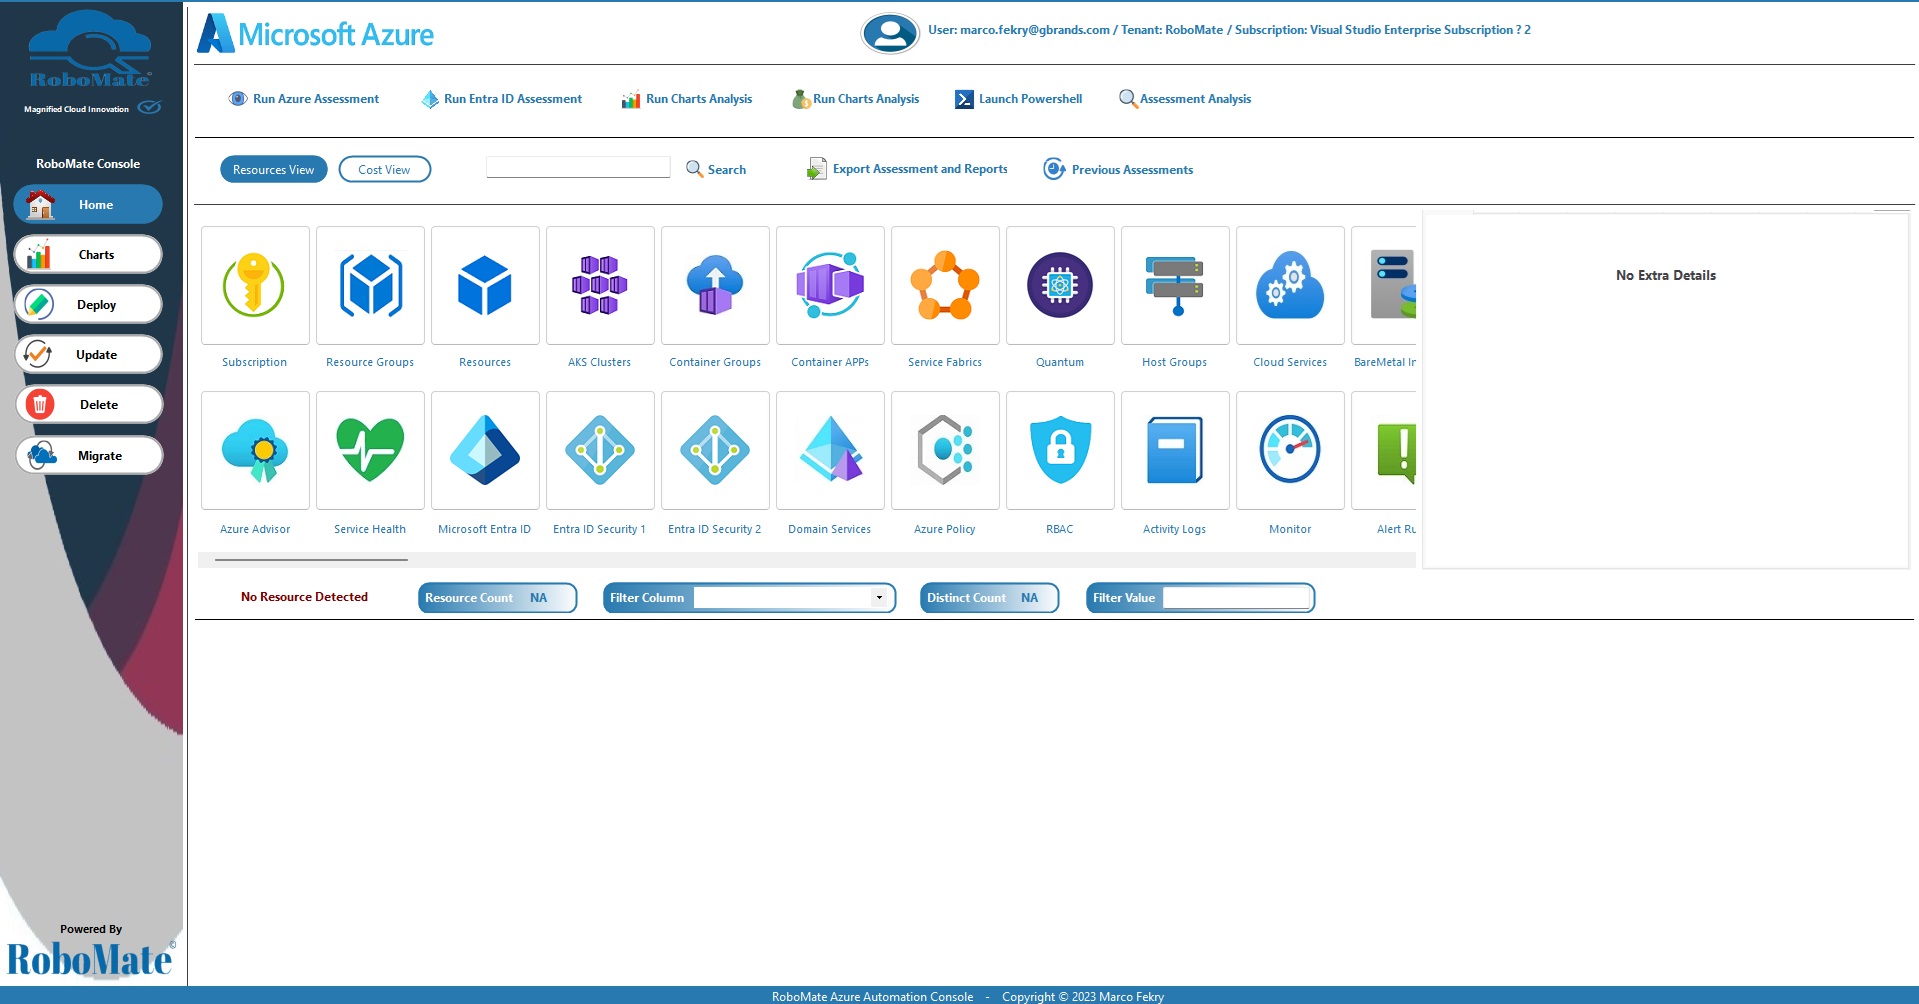 RoboMate
Magnified Cloud Innovation
RoboMate Console
Home
Charts
Deploy
Update
Delete
Migrate
Powered By
RoboMate©
Microsoft Azure
User: marco.fekry@gbrands.com / Tenant: RoboMate / Subscription: Visual Studio Enterprise Subscription ? 2
Run Azure Assessment
Run Entra ID Assessment
Run Charts Analysis
Run Charts Analysis
Launch Powershell
Assessment Analysis
Resources View
Cost View
Search
Export Assessment and Reports
Previous Assessments
Subscription
Resource Groups
Resources
AKS Clusters
Container Groups
Container APPs
Service Fabrics
Quantum
Host Groups
Cloud Services
BareMetal In
No Extra Details
Azure Advisor
Service Health
Microsoft Entra ID
Entra ID Security 1
Entra ID Security 2
Domain Services
Azure Policy
RBAC
Activity Logs
Monitor
Alert Ru
No Resource Detected
Resource Count NA
Filter Column
Distinct Count NA
Filter Value
RoboMate Azure Automation Console - Copyright © 2023 Marco Fekry